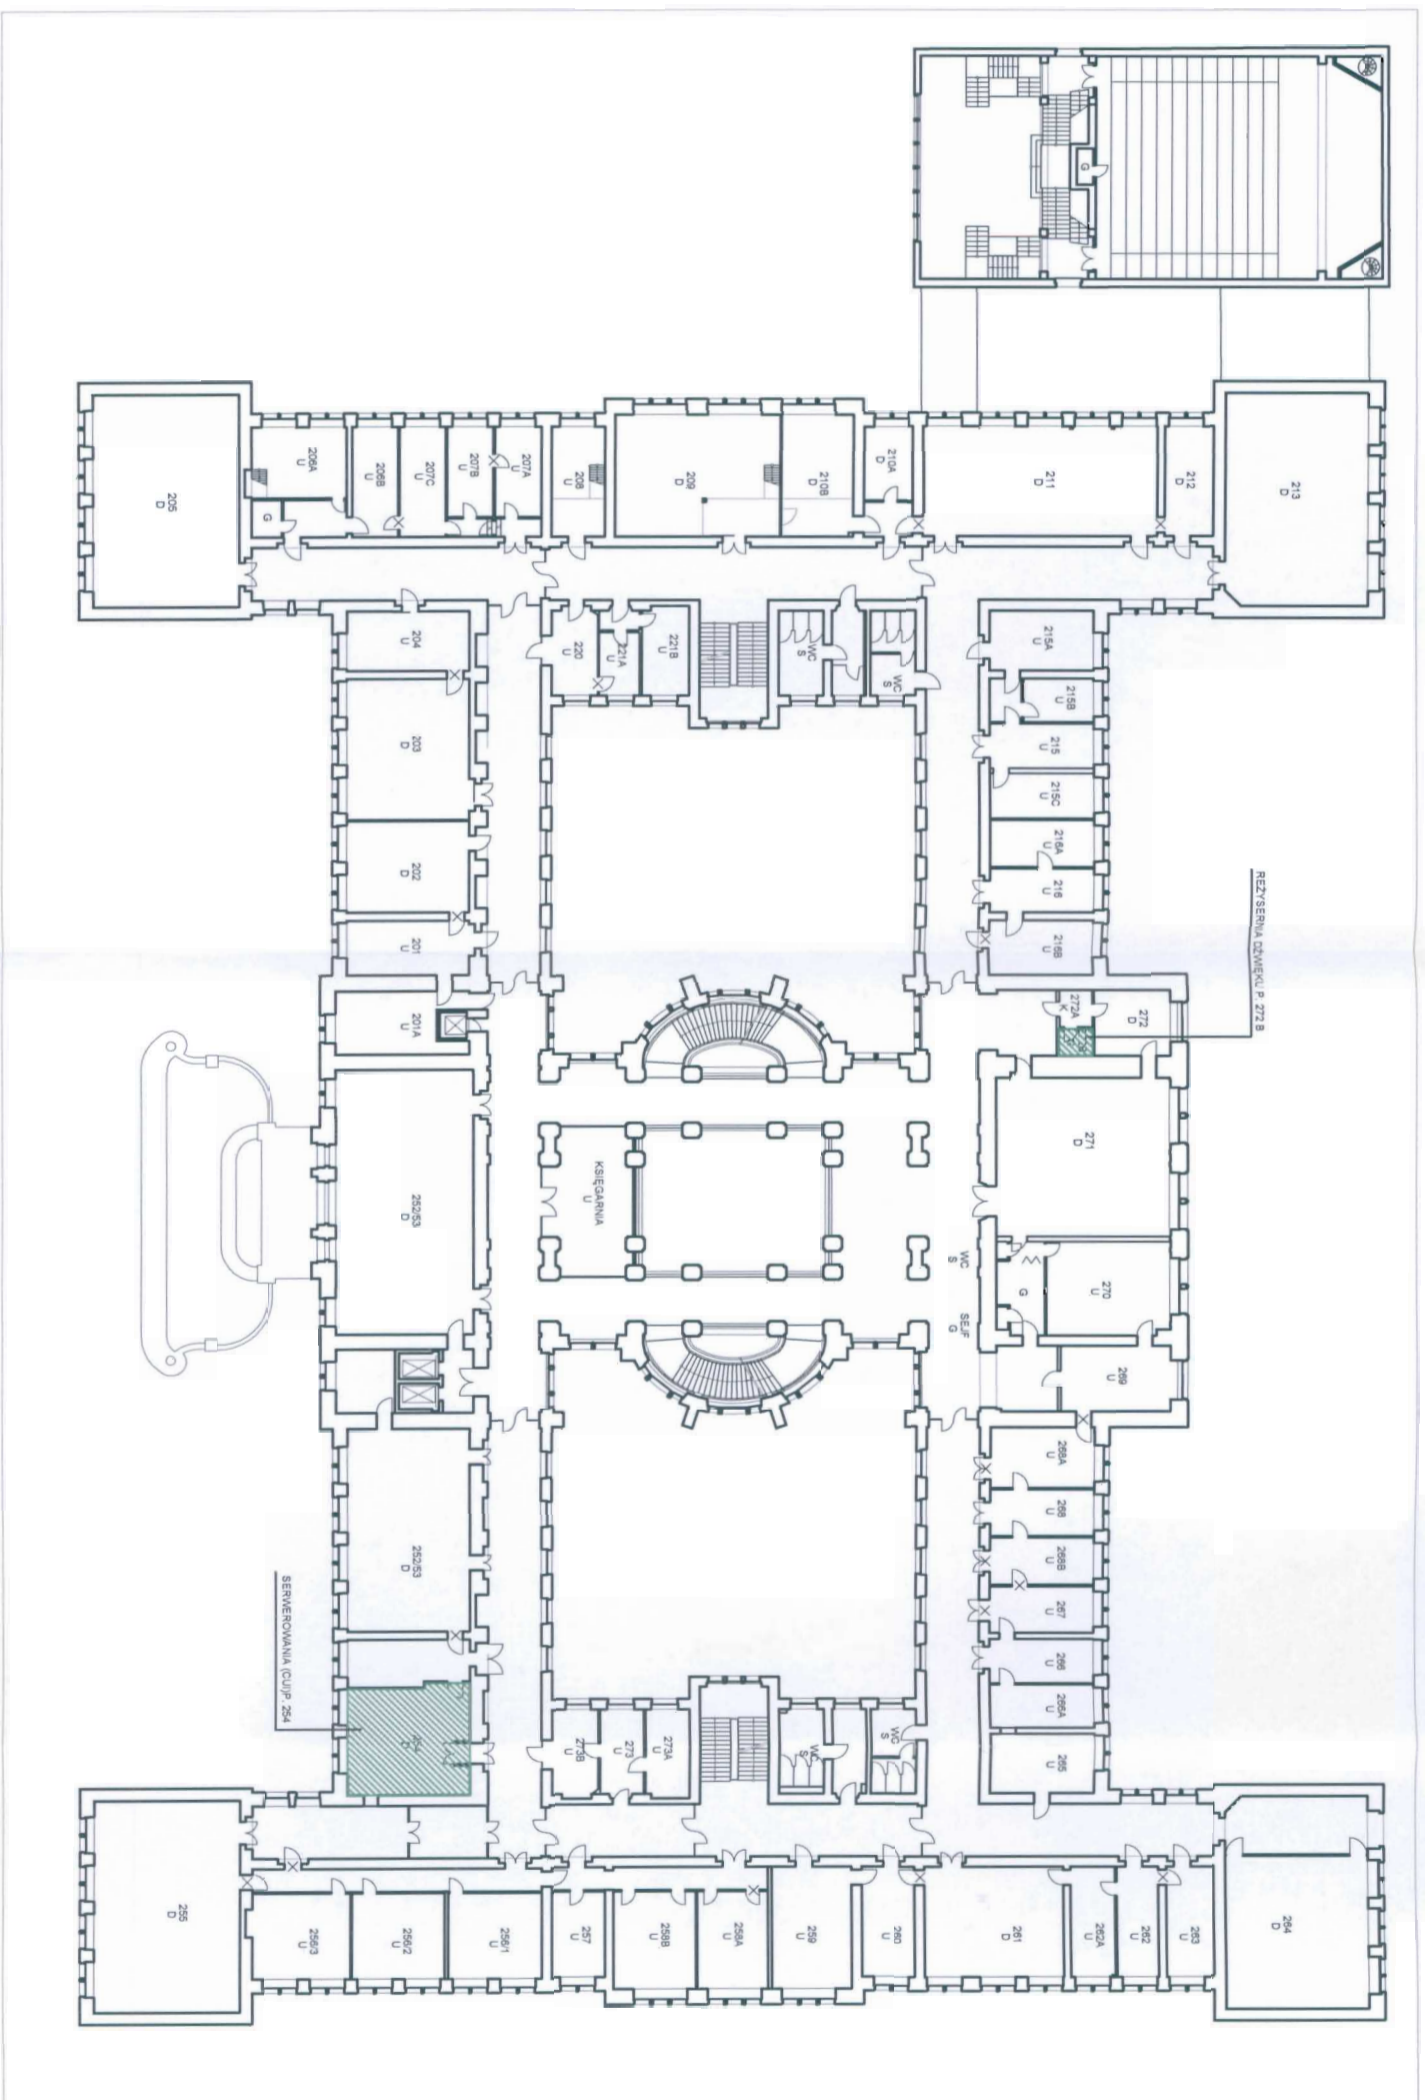 G
205
D
206A
U
G
206B
U
207C
U
207B
U
207A
U
208
U
209
D
210B
D
210A
D
211
D
212
D
213
D
204
U
203
D
202
D
201
U
201A
U
220
U
221A
U
221B
U
WC
S
WC
S
215A
U
215B
U
215
U
215C
U
216A
U
216
U
216B
U
REŻYSERNIA DŹWIĘKU P. 272 B
272
D
272A
K
271
D
270
U
G
269
U
WC
S
SEJF
G
KSIĘGARNIA
U
252/53
D
252/53
D
SERWEROWANIA (CUI)P. 254
254
268A
U
268
U
268B
U
267
U
266
U
266A
U
265
U
273B
U
273
U
273A
U
WC
S
WC
S
255
D
256/3
U
256/2
U
256/1
U
257
U
258B
U
258A
U
259
U
260
U
261
D
262A
U
262
U
263
U
264
D